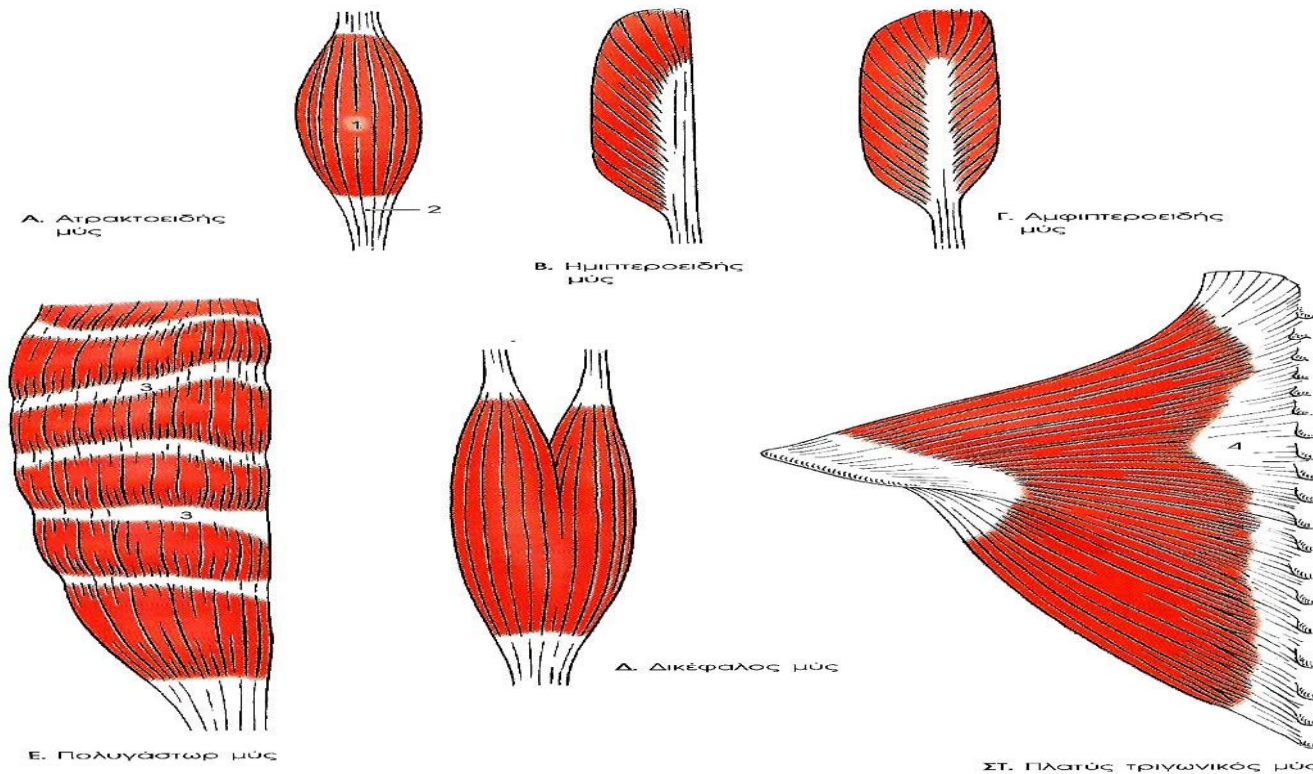 1
2
Α. Ατρακτοειδής
μύς
Β. Ημιπτεροειδής
μύς
Γ. Αμφιπτεροειδής
μύς
3
3
4
Δ. Δικέφαλος μύς
Ε. Πολυγάστωρ μύς
ΣΤ. Πλατύς τριγωνικός μύς